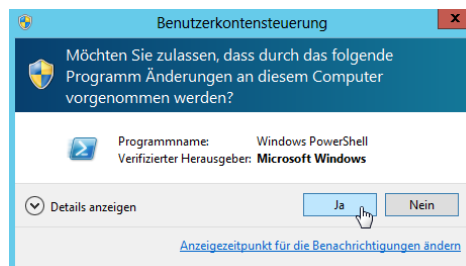 Benutzerkontensteuerung
x
Möchten Sie zulassen, dass durch das folgende
Programm Änderungen an diesem Computer
vorgenommen werden?
Programmname: Windows PowerShell
Verifizierter Herausgeber: Microsoft Windows
Details anzeigen
Ja Nein
Anzeigezeitpunkt für die Benachrichtigungen ändern